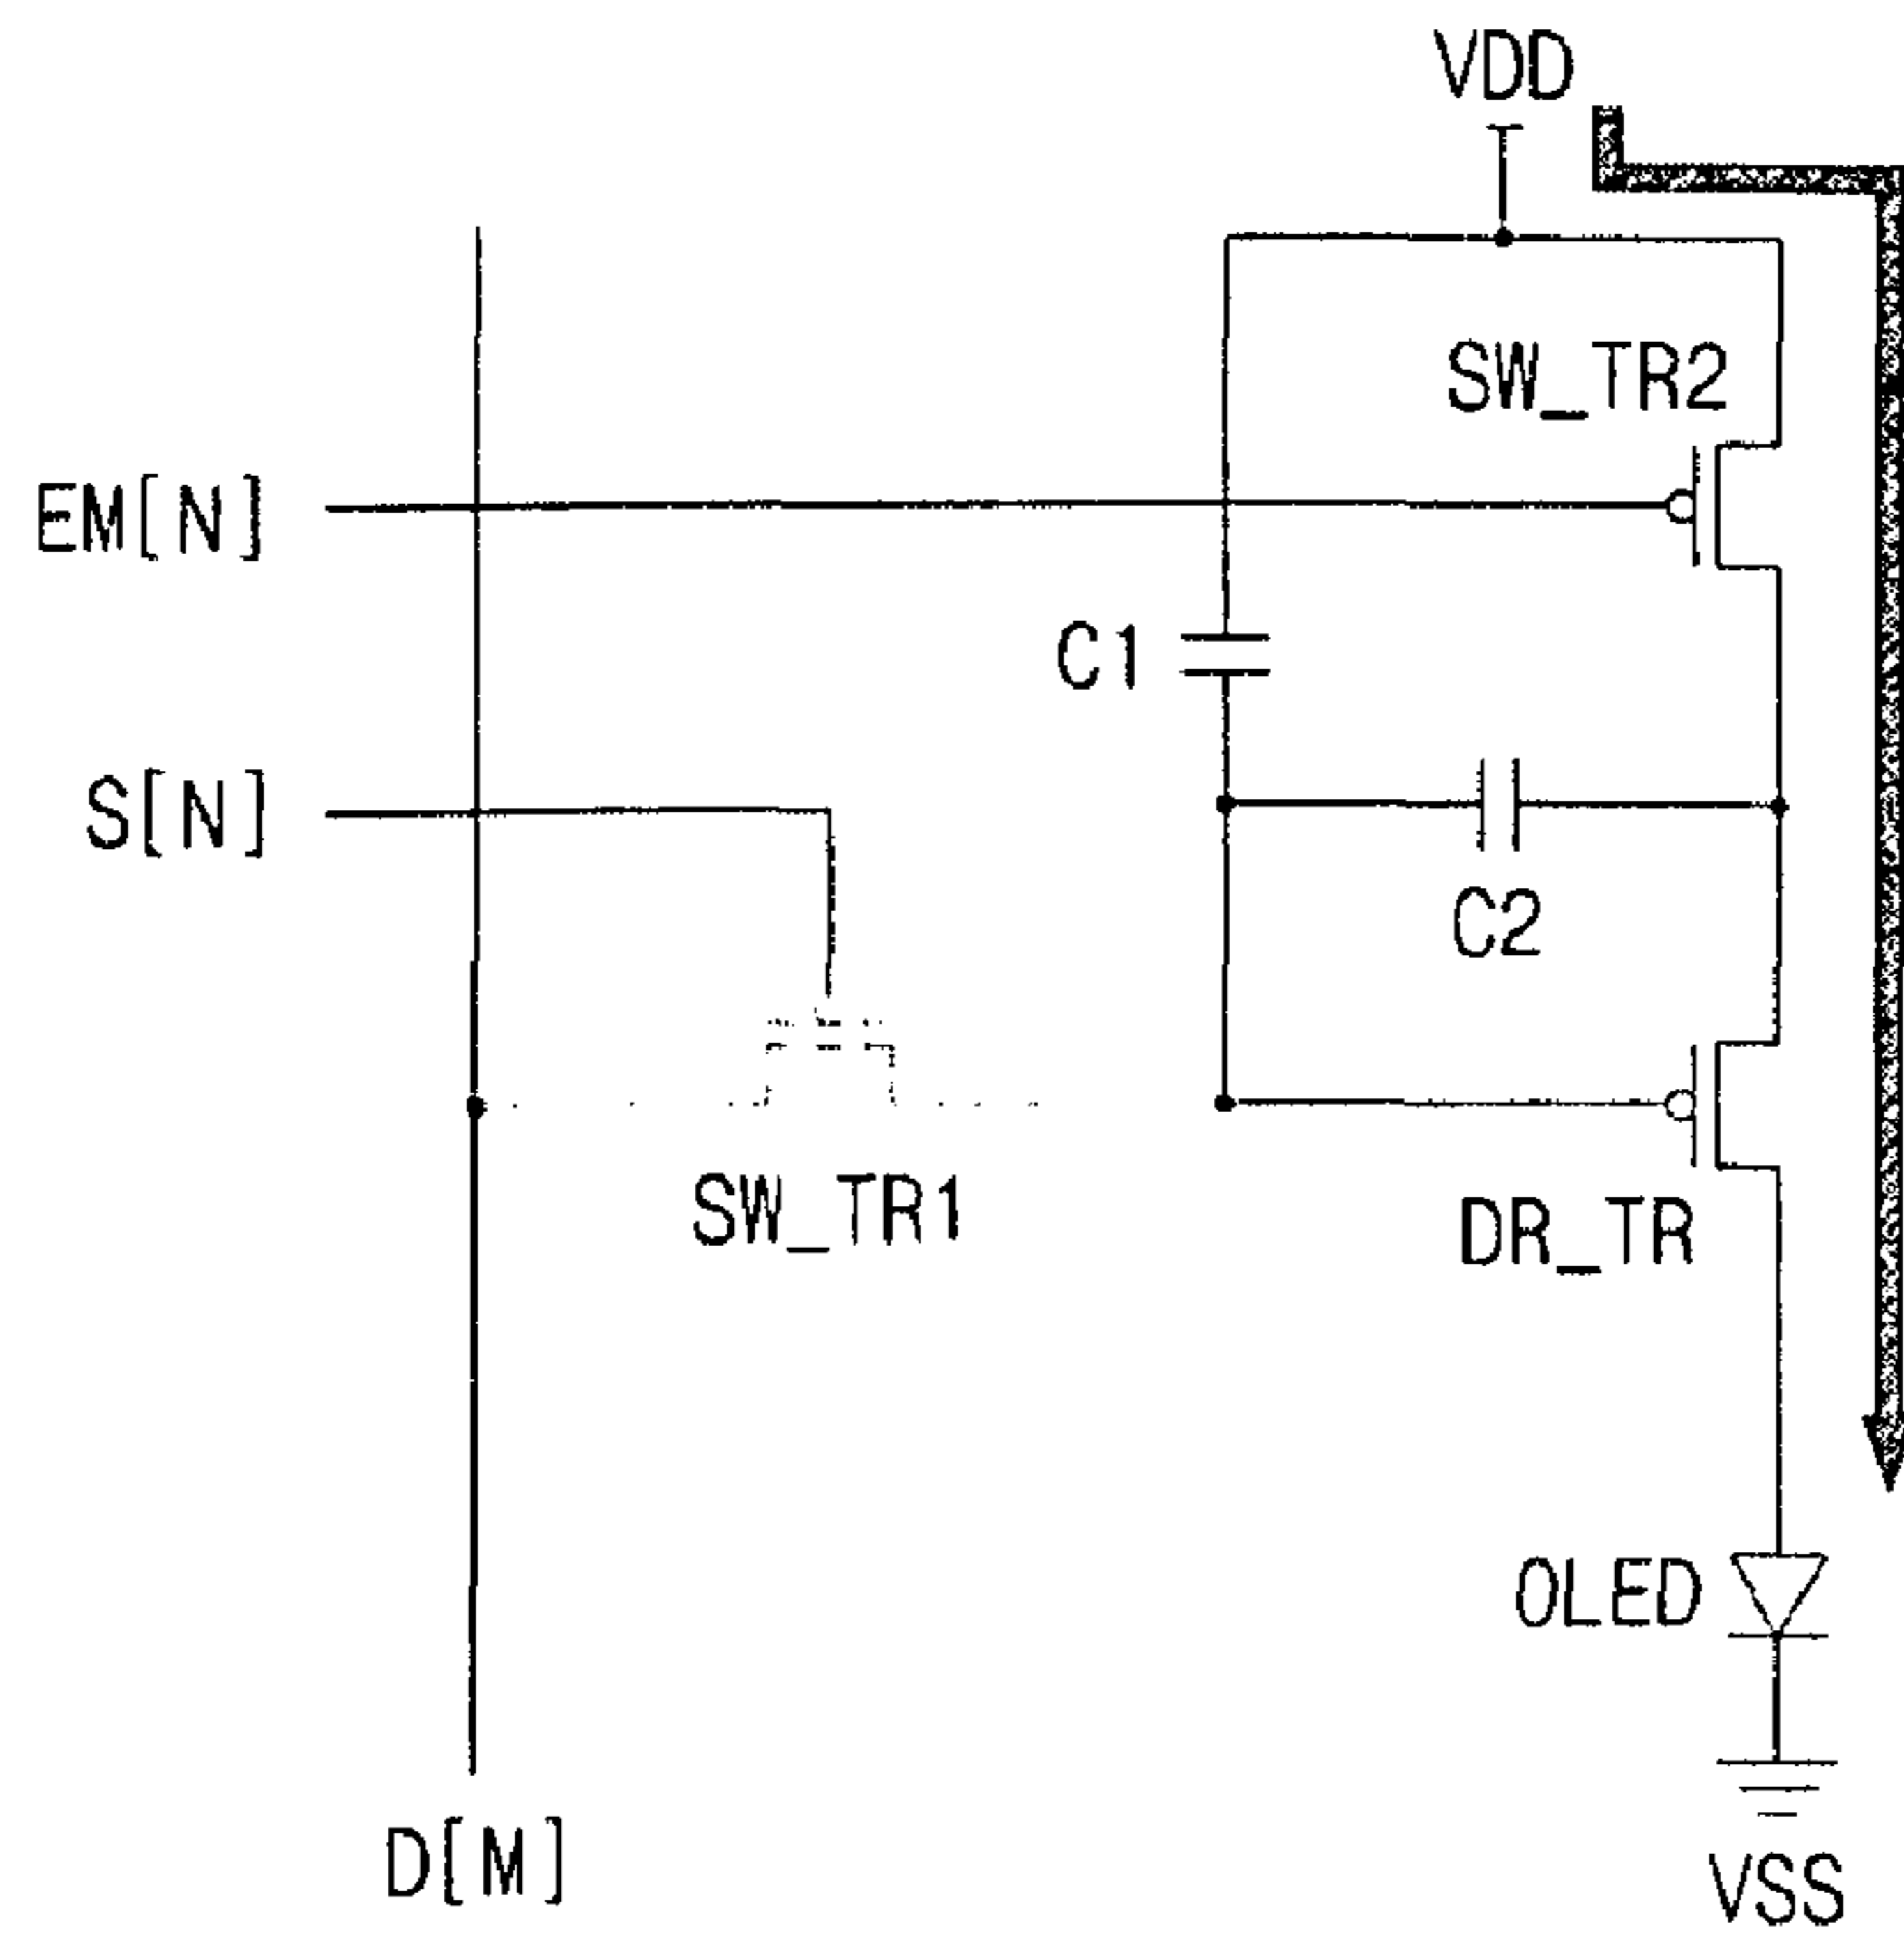 VDD
SW_TR2
EM[N]
C1
S[N]
C2
SW_TR1
DR_TR
OLED
D[M]
VSS